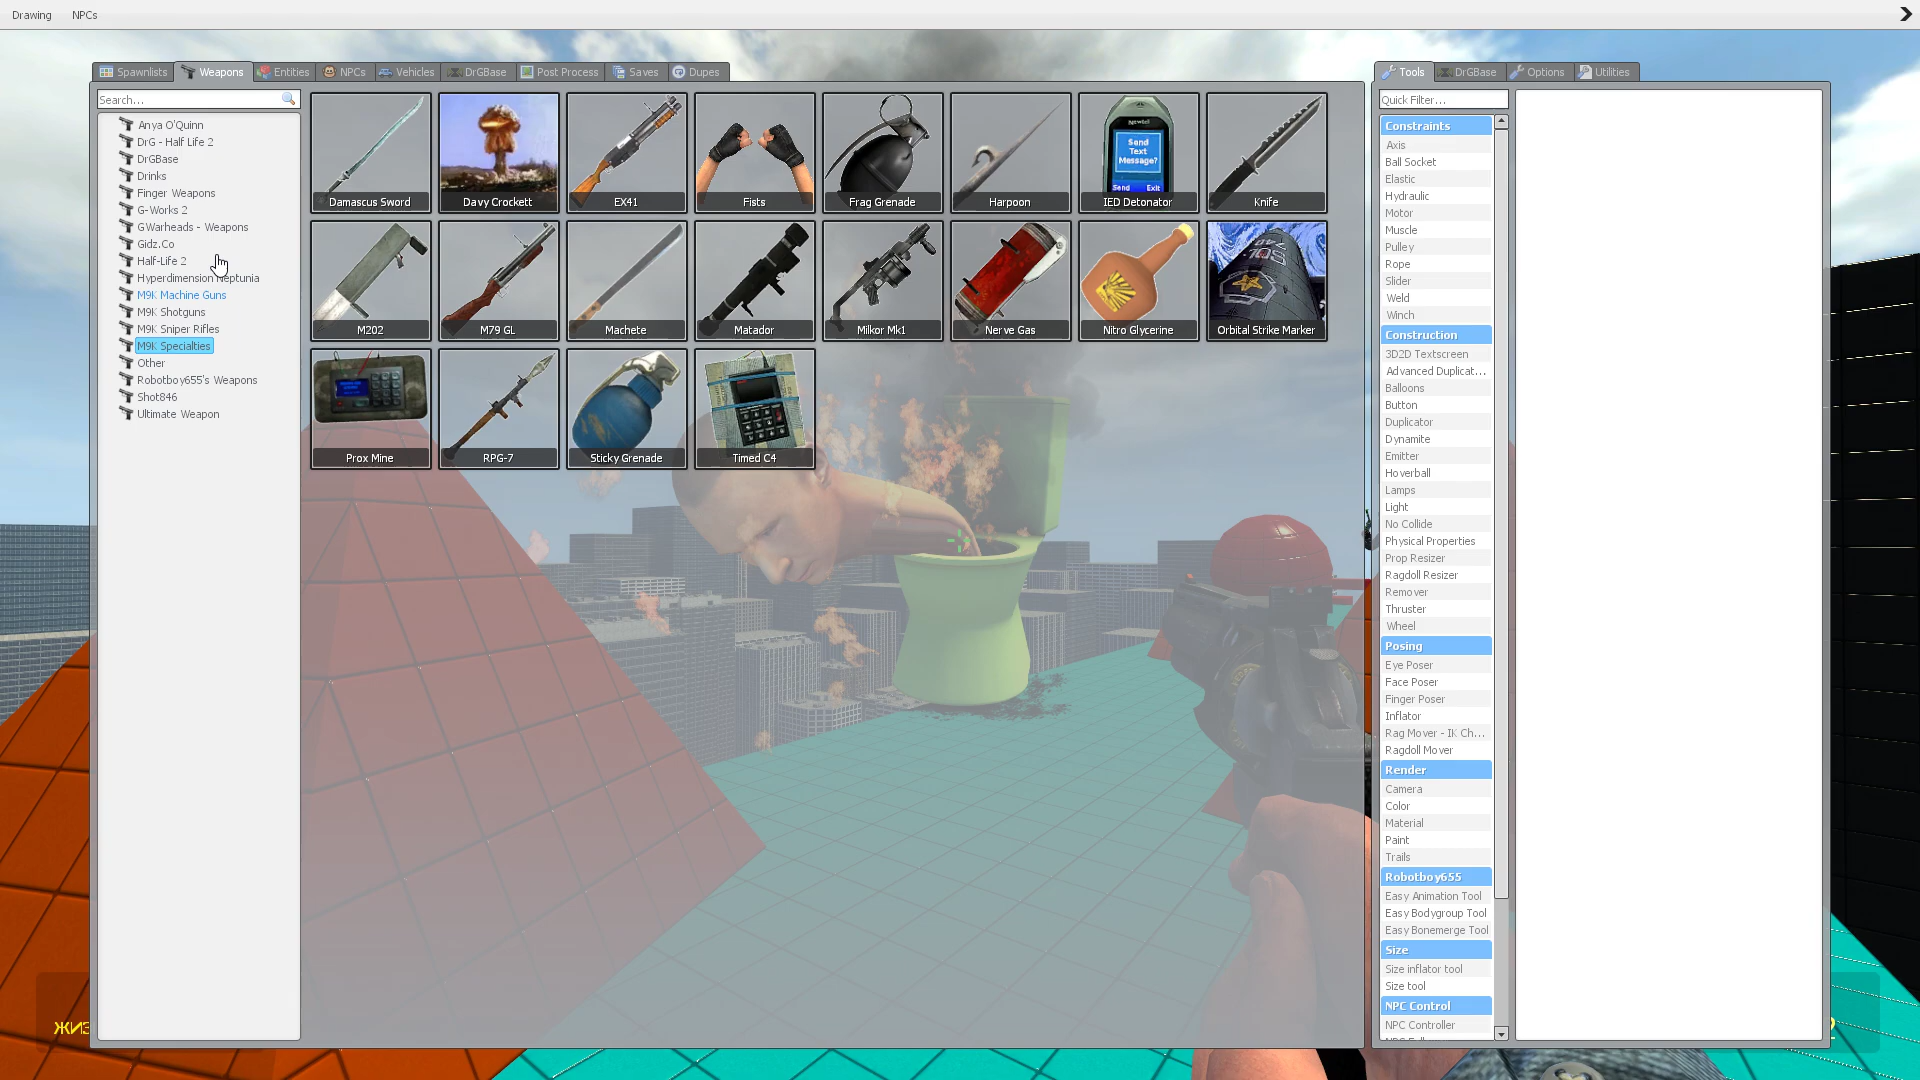 Drawing NPCs
Spawnlists Weapons Entities NPCs Vehicles DrGBase Post Process Saves Dupes
Search...
Anya O'Quinn
DrG - Half Life 2
DrGBase
Drinks
Finger Weapons
G-Works 2
GWarheads - Weapons
Gidz.Co
Half-Life 2
Hyperdimension Neptunia
M9K Machine Guns
M9K Shotguns
M9K Sniper Rifles
M9K Specialties
Other
Robotboy655's Weapons
Shot846
Ultimate Weapon
Damascus Sword
Davy Crockett
EX41
Fists
Frag Grenade
Harpoon
Send
Text
Message?
Send Exit
IED Detonator
Knife
M202
M79 GL
Machete
Matador
Milkor Mk1
Nerve Gas
Nitro Glycerine
Orbital Strike Marker
Prox Mine
RPG-7
Sticky Grenade
Timed C4
Tools DrGBase Options Utilities
Quick Filter...
Constraints
Axis
Ball Socket
Elastic
Hydraulic
Motor
Muscle
Pulley
Rope
Slider
Weld
Winch
Construction
3D2D Textscreen
Advanced Duplicat...
Balloons
Button
Duplicator
Dynamite
Emitter
Hoverball
Lamps
Light
No Collide
Physical Properties
Prop Resizer
Ragdoll Resizer
Remover
Thruster
Wheel
Posing
Eye Poser
Face Poser
Finger Poser
Inflator
Rag Mover - IK Ch...
Ragdoll Mover
Render
Camera
Color
Material
Paint
Trails
Robotboy655
Easy Animation Tool
Easy Bodygroup Tool
Easy Bonemerge Tool
Size
Size inflator tool
Size tool
NPC Control
NPC Controller
ЖИЗ